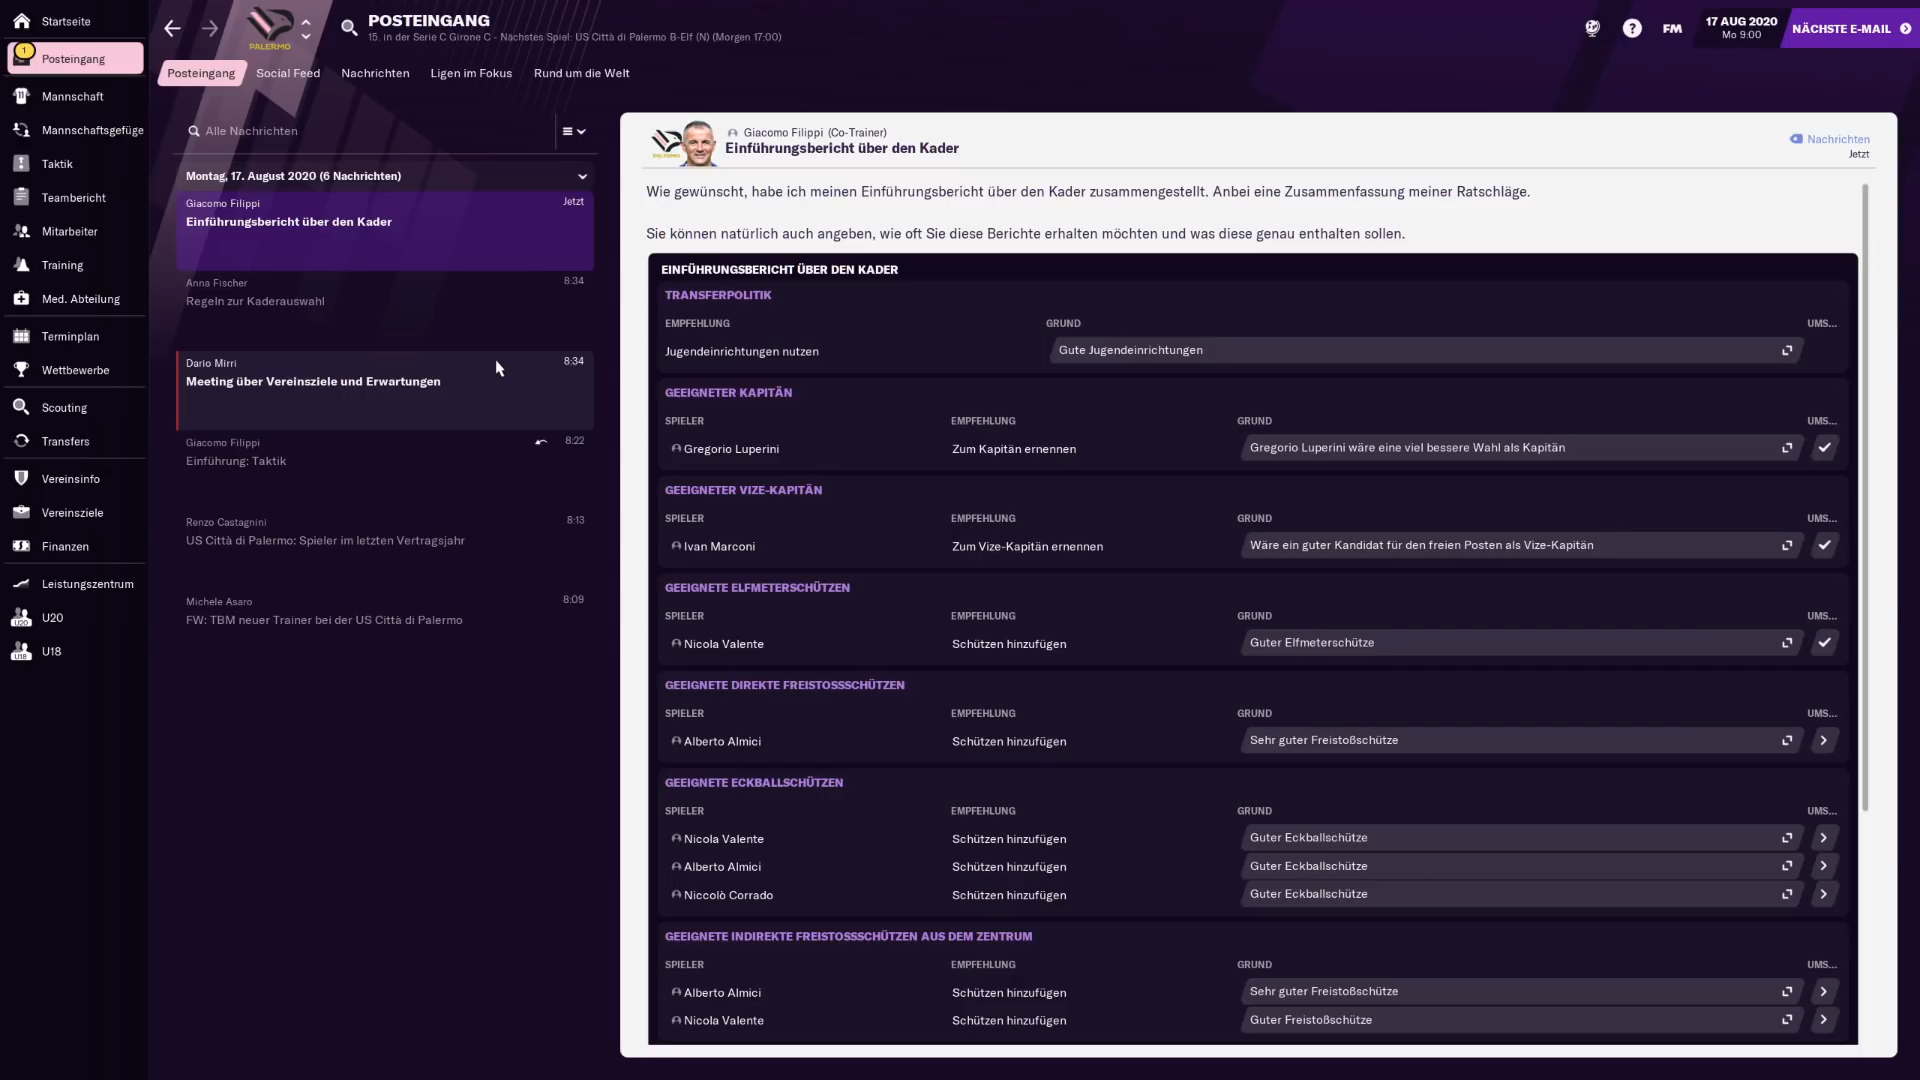 Startseite
1
Posteingang
Mannschaft
Mannschaftsgefüge
Taktik
Teambericht
Mitarbeiter
Training
Med. Abteilung
Terminplan
Wettbewerbe
Scouting
Transfers
Vereinsinfo
Vereinsziele
Finanzen
Leistungszentrum
U20
U20
U18
U18
PALERMO
POSTEINGANG
15. in der Serie C Girone C - Nächstes Spiel: US Città di Palermo B-Elf (N) (Morgen 17:00)
FM
17 AUG 2020
Mo 9:00
NÄCHSTE E-MAIL
Posteingang
Social Feed
Nachrichten
Ligen im Fokus
Rund um die Welt
Alle Nachrichten
Montag, 17. August 2020 (6 Nachrichten)
Giacomo Filippi
Jetzt
Einführungsbericht über den Kader
Anna Fischer
8:34
Regeln zur Kaderauswahl
Dario Mirri
8:34
Meeting über Vereinsziele und Erwartungen
Giacomo Filippi
8:22
Einführung: Taktik
Renzo Castagnini
8:13
US Città di Palermo: Spieler im letzten Vertragsjahr
Michele Asaro
8:09
FW: TBM neuer Trainer bei der US Città di Palermo
Giacomo Filippi (Co-Trainer)
Einführungsbericht über den Kader
Nachrichten
Jetzt
Wie gewünscht, habe ich meinen Einführungsbericht über den Kader zusammengestellt. Anbei eine Zusammenfassung meiner Ratschläge.
Sie können natürlich auch angeben, wie oft Sie diese Berichte erhalten möchten und was diese genau enthalten sollen.
EINFÜHRUNGSBERICHT ÜBER DEN KADER
TRANSFERPOLITIK
EMPFEHLUNG GRUND UMS...
Jugendeinrichtungen nutzen Gute Jugendeinrichtungen
GEEIGNETER KAPITÄN
SPIELER EMPFEHLUNG GRUND UMS...
Gregorio Luperini Zum Kapitän ernennen Gregorio Luperini wäre eine viel bessere Wahl als Kapitän
GEEIGNETER VIZE-KAPITÄN
SPIELER EMPFEHLUNG GRUND UMS...
Ivan Marconi Zum Vize-Kapitän ernennen Wäre ein guter Kandidat für den freien Posten als Vize-Kapitän
GEEIGNETE ELFMETERSCHÜTZEN
SPIELER EMPFEHLUNG GRUND UMS...
Nicola Valente Schützen hinzufügen Guter Elfmeterschütze
GEEIGNETE DIREKTE FREISTOSSSCHÜTZEN
SPIELER EMPFEHLUNG GRUND UMS...
Alberto Almici Schützen hinzufügen Sehr guter Freistoßschütze
GEEIGNETE ECKBALLSCHÜTZEN
SPIELER EMPFEHLUNG GRUND UMS...
Nicola Valente Schützen hinzufügen Guter Eckballschütze
Alberto Almici Schützen hinzufügen Guter Eckballschütze
Niccolò Corrado Schützen hinzufügen Guter Eckballschütze
GEEIGNETE INDIREKTE FREISTOSSSCHÜTZEN AUS DEM ZENTRUM
SPIELER EMPFEHLUNG GRUND UMS...
Alberto Almici Schützen hinzufügen Sehr guter Freistoßschütze
Nicola Valente Schützen hinzufügen Guter Freistoßschütze